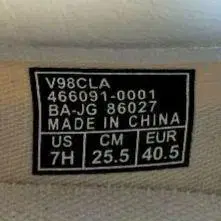 V98CLA
466091-0001
BA-JG 86027
MADE IN CHINA
US CM EUR
7H 25.5 40.5